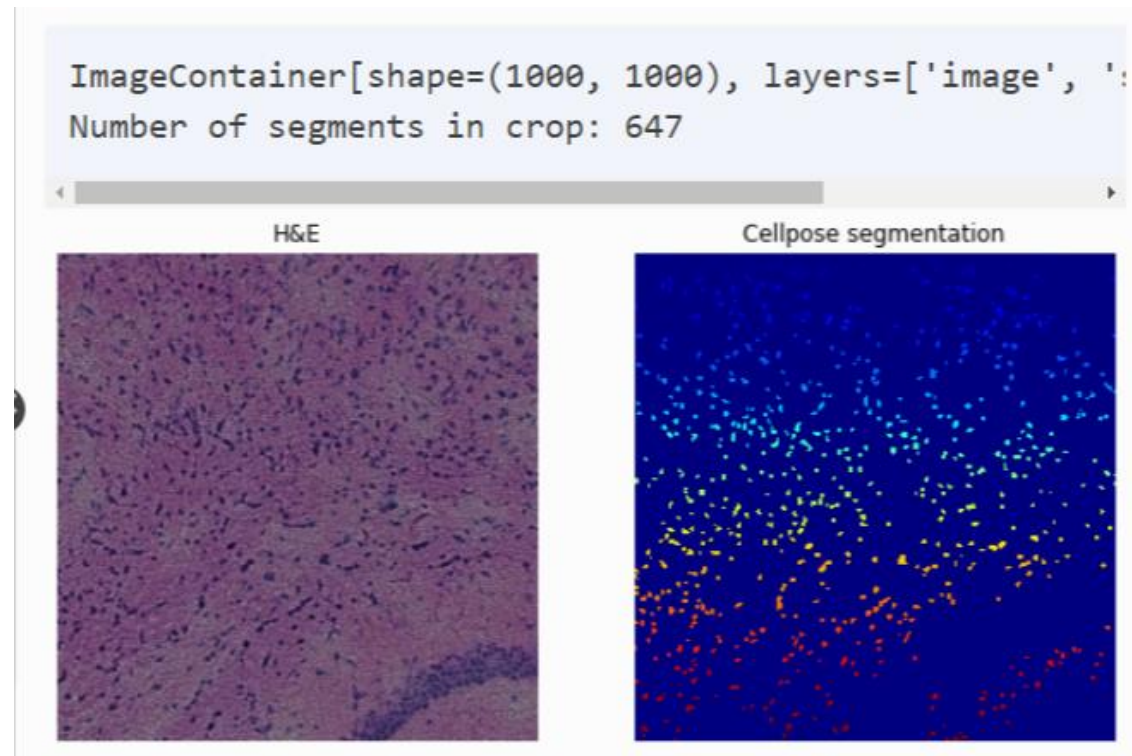 ImageContainer[shape=(1000, 1000), layers=['image', '
Number of segments in crop: 647
H&E
Cellpose segmentation